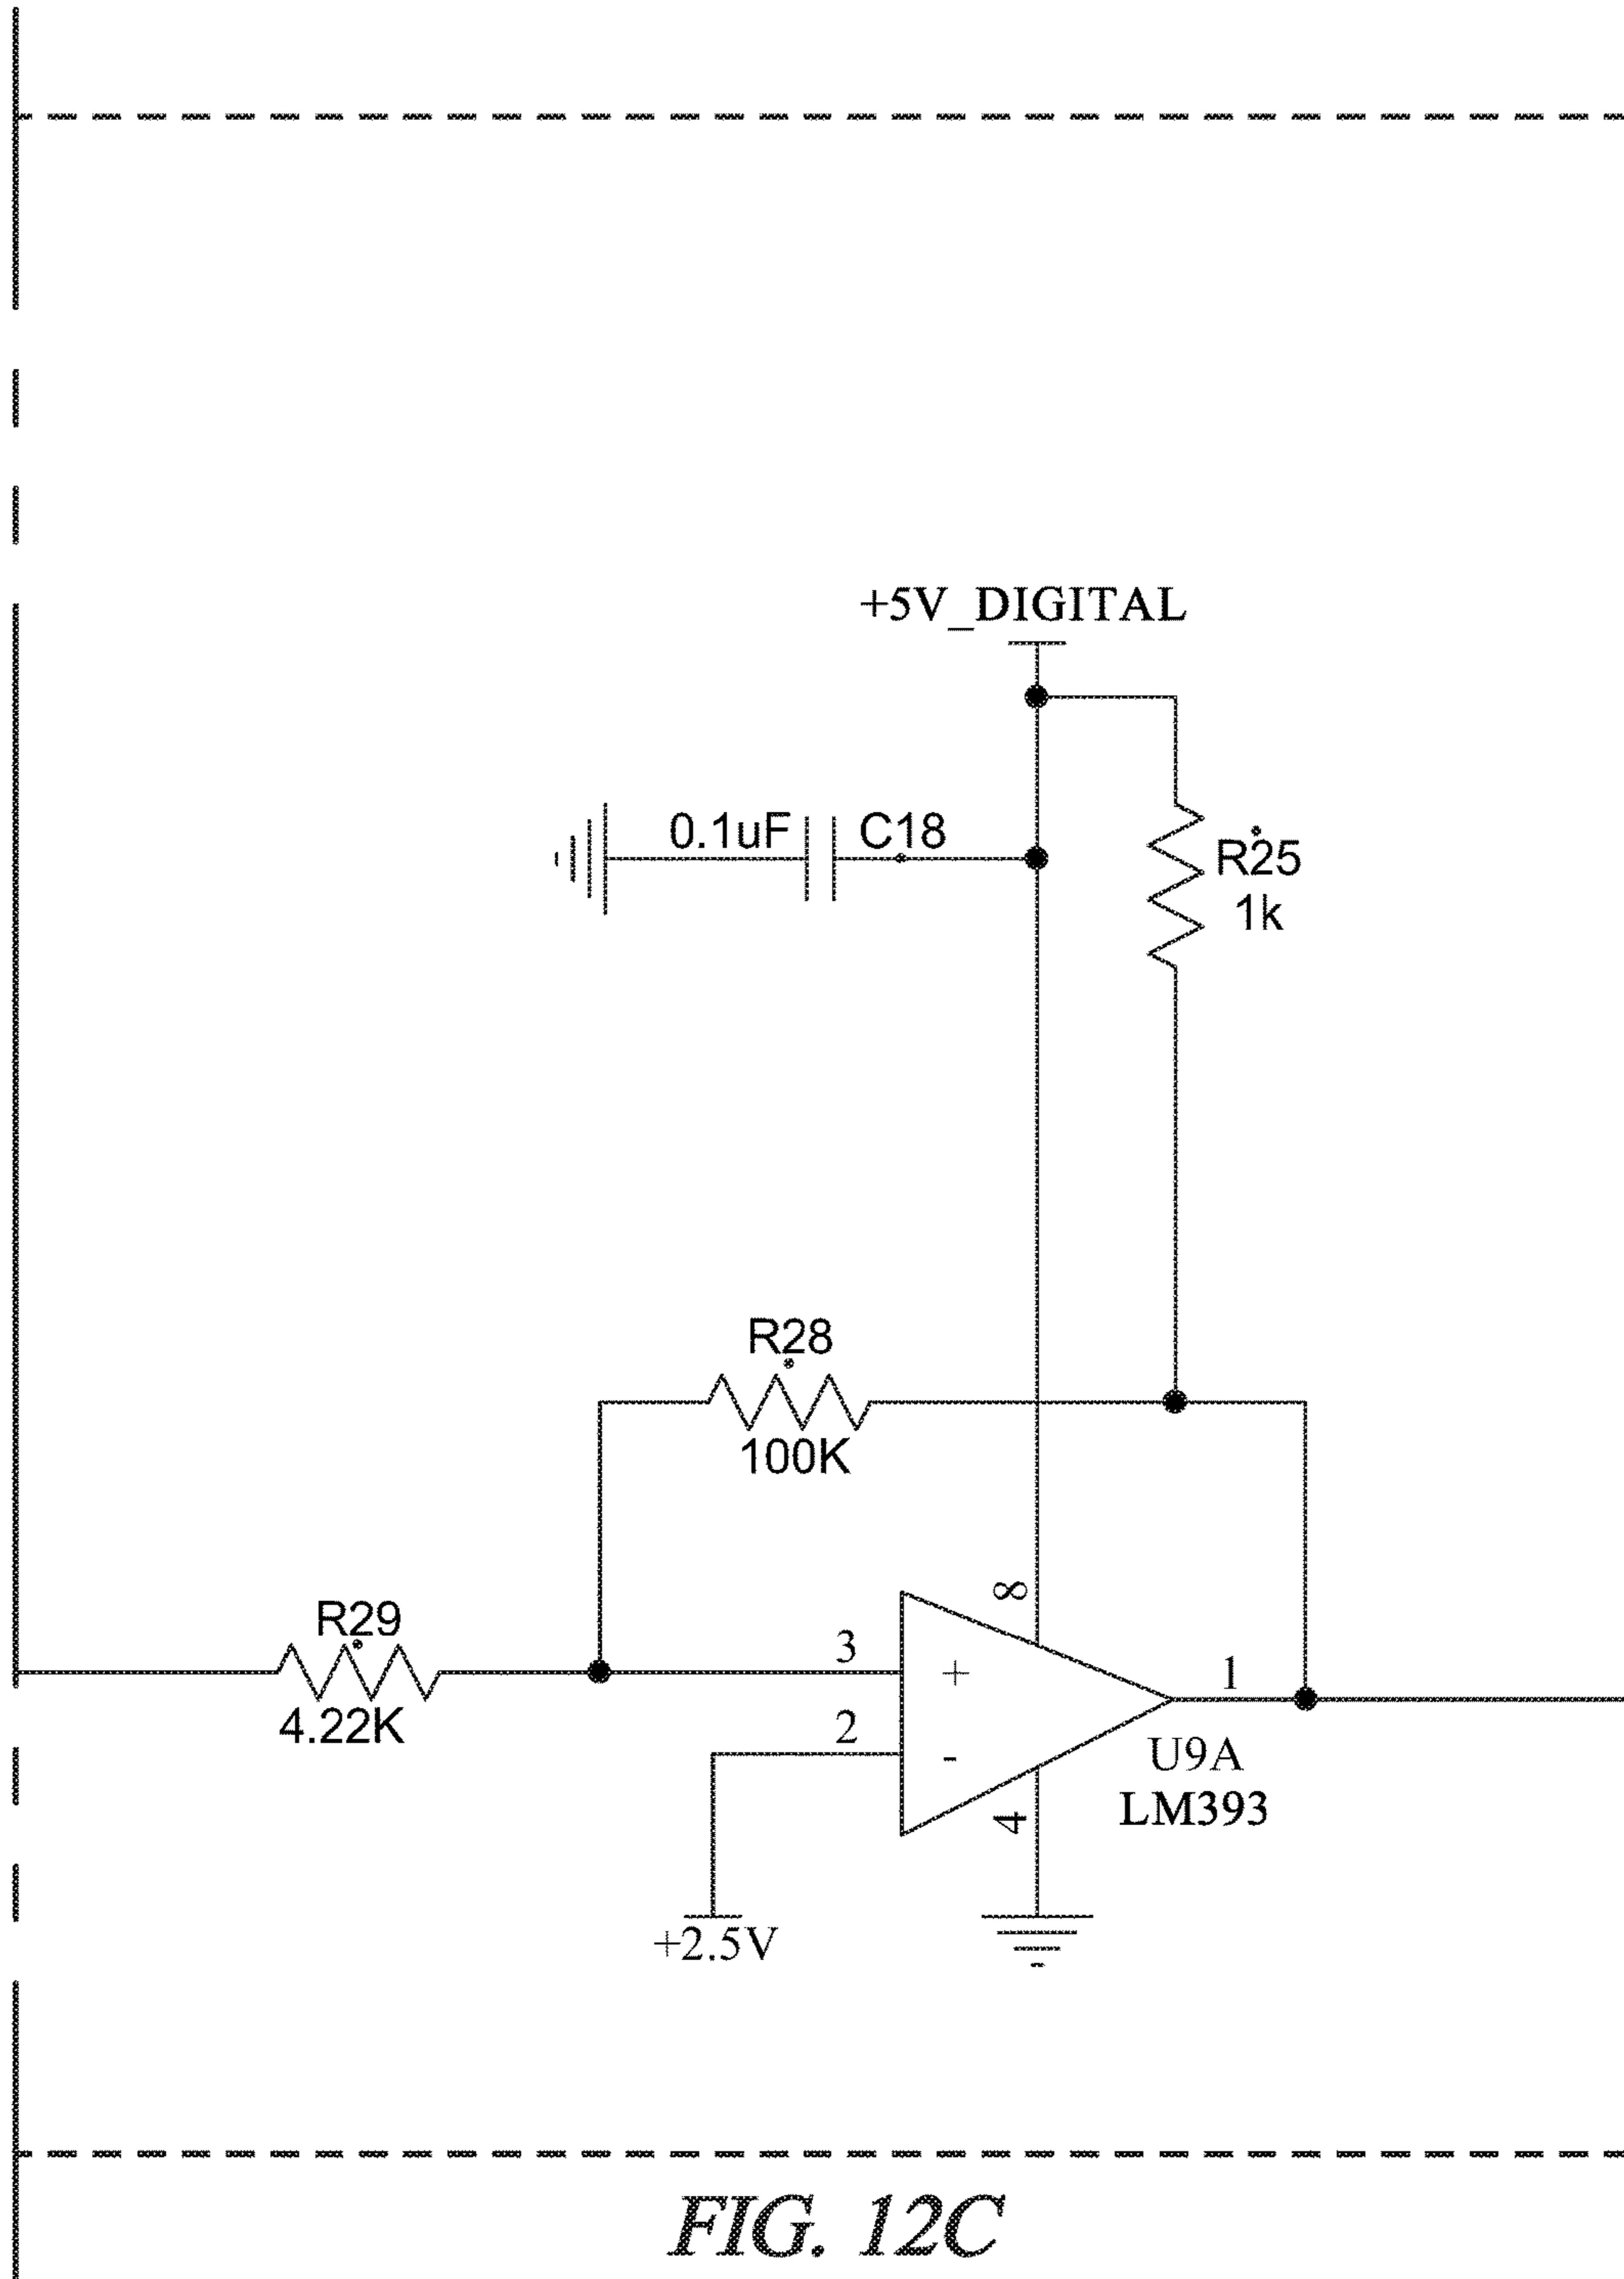 +5V_DIGITAL
0.1uF C18
R25
1k
R28
100K
8
R29
3
+
1
4.22K
2
-
U9A
4
LM393
+2.5V
FIG. 12C